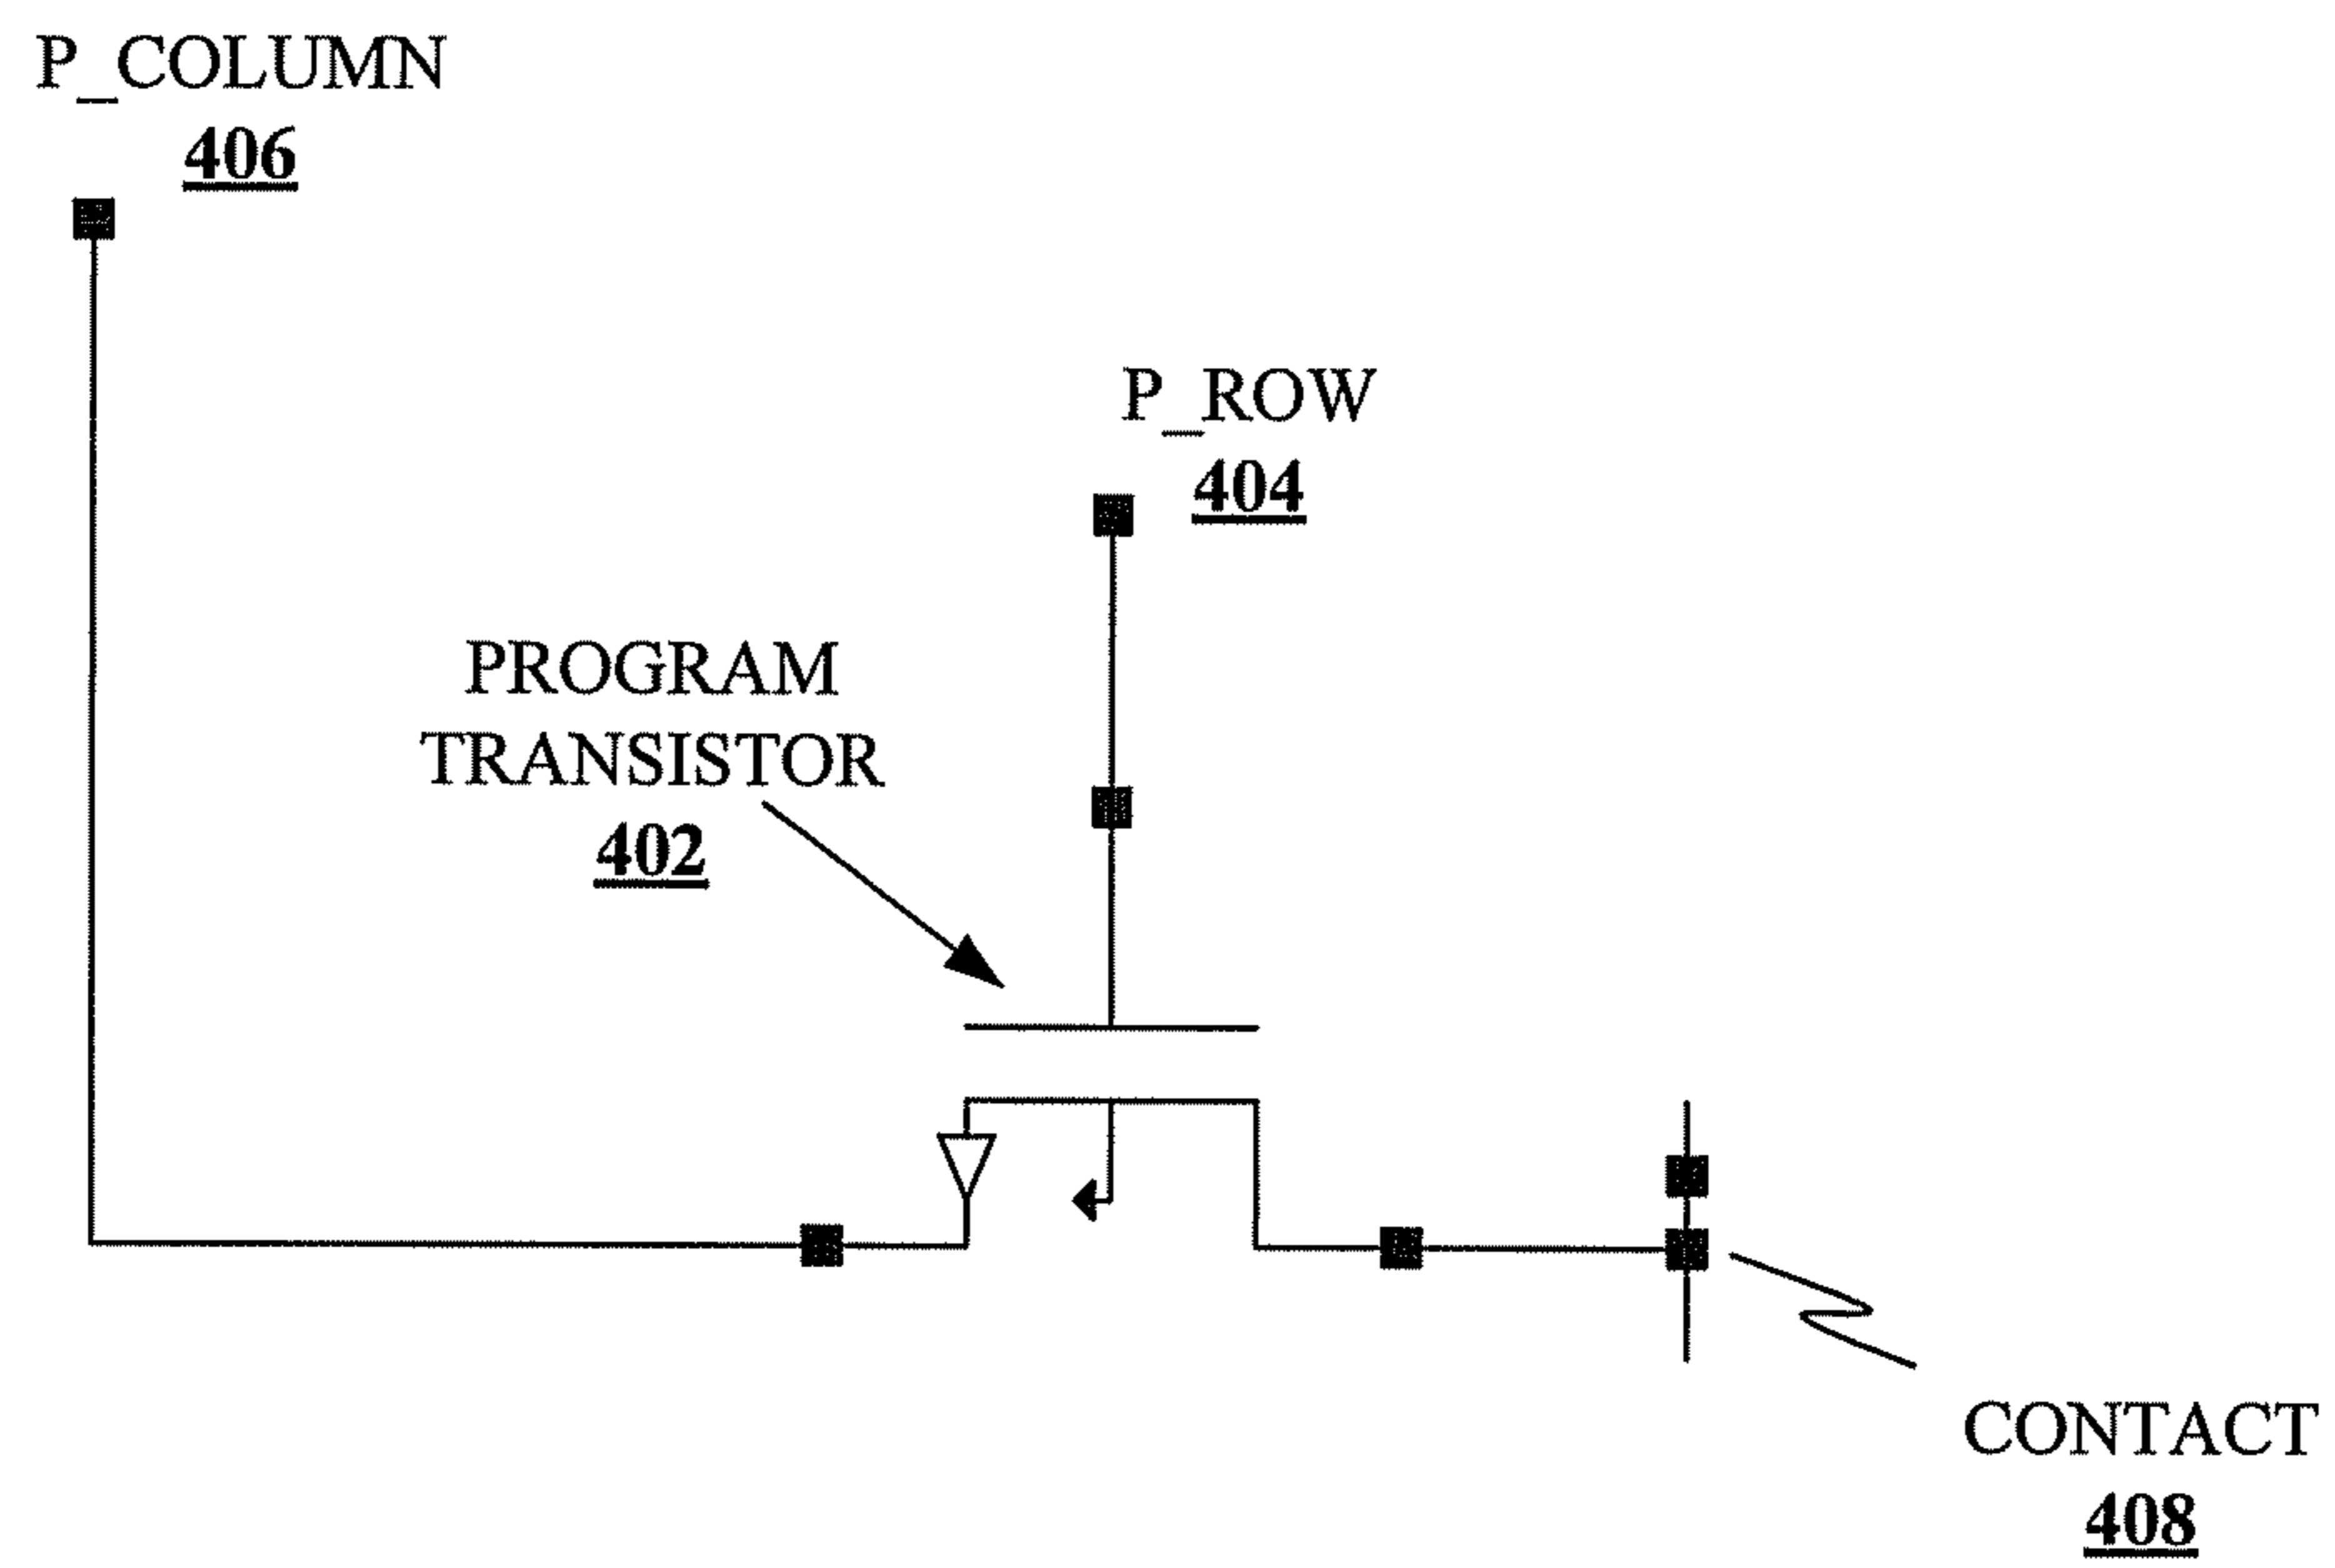 P_COLUMN
406
P_ROW
404
PROGRAM
TRANSISTOR
402
CONTACT
408